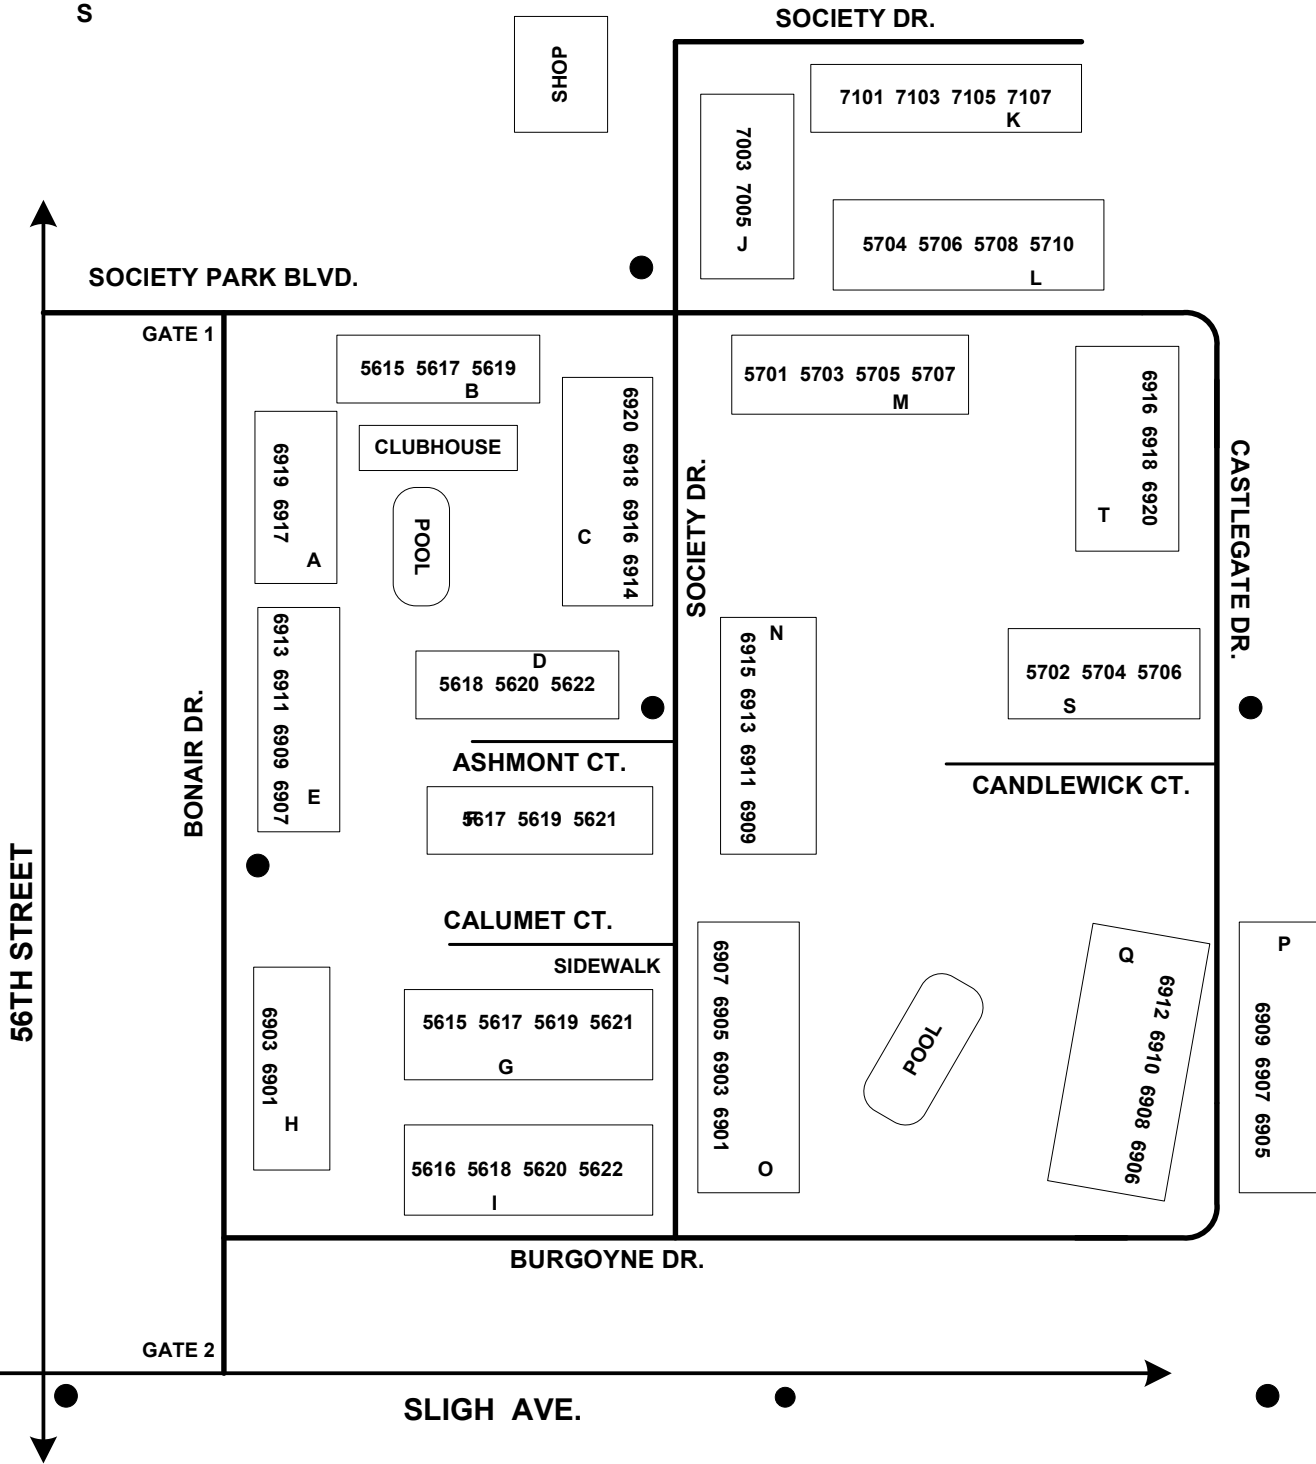 S
SOCIETY DR.
SHOP
7101 7103 7105 7107
K
7003 7005
J
5704 5706 5708 5710
L
SOCIETY PARK BLVD.
GATE 1
5615 5617 5619
B
5701 5703 5705 5707
M
6916 6918 6920
T
6920 6918 6916 6914
C
CLUBHOUSE
6919 6917
A
POOL
SOCIETY DR.
CASTLEGATE DR.
6913 6911 6909 6907
E
D
5618 5620 5622
N
6915 6913 6911 6909
5702 5704 5706
S
BONAIR DR.
ASHMONT CT.
CANDLEWICK CT.
F
5617 5619 5621
56TH STREET
CALUMET CT.
SIDEWALK
6903 6901
H
5615 5617 5619 5621
G
6907 6905 6903 6901
O
POOL
Q
6912 6910 6908 6906
P
6909 6907 6905
5616 5618 5620 5622
I
BURGOYNE DR.
GATE 2
SLIGH AVE.